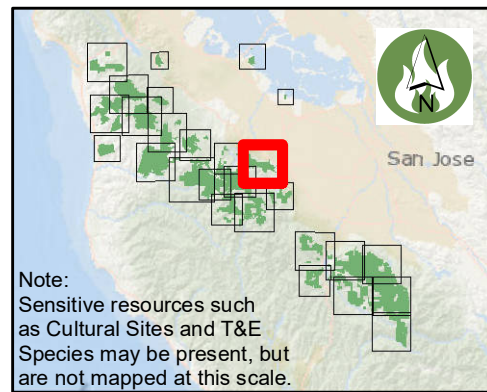 N
San Jose
Note:
Sensitive resources such
as Cultural Sites and T&E
Species may be present, but
are not mapped at this scale.